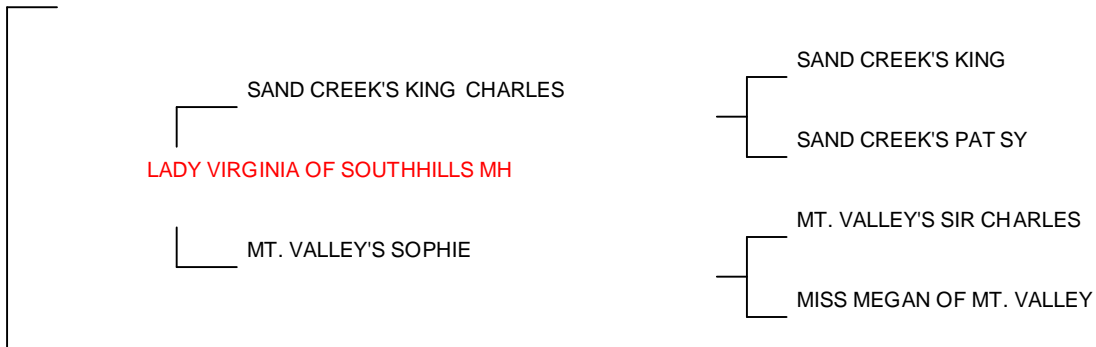 SAND CREEK'S KING
SAND CREEK'S KING CHARLES
SAND CREEK'S PAT SY
LADY VIRGINIA OF SOUTHHILLS MH
MT. VALLEY'S SIR CHARLES
MT. VALLEY'S SOPHIE
MISS MEGAN OF MT. VALLEY